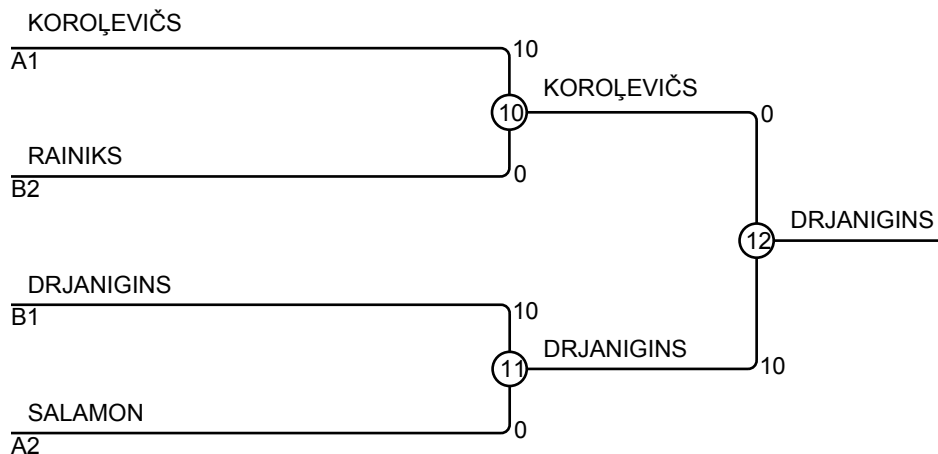 KOROĻEVIČS
A1
10
10
KOROĻEVIČS
0
RAINIKS
B2
0
12
DRJANIGINS
DRJANIGINS
B1
10
11
DRJANIGINS
10
SALAMON
A2
0